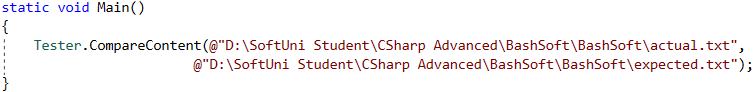 static void Main()
{
Tester.CompareContent(@"D:\SoftUni Student\CSharp Advanced\BashSoft\BashSoft\actual.txt",
@"D:\SoftUni Student\CSharp Advanced\BashSoft\BashSoft\expected.txt");
}